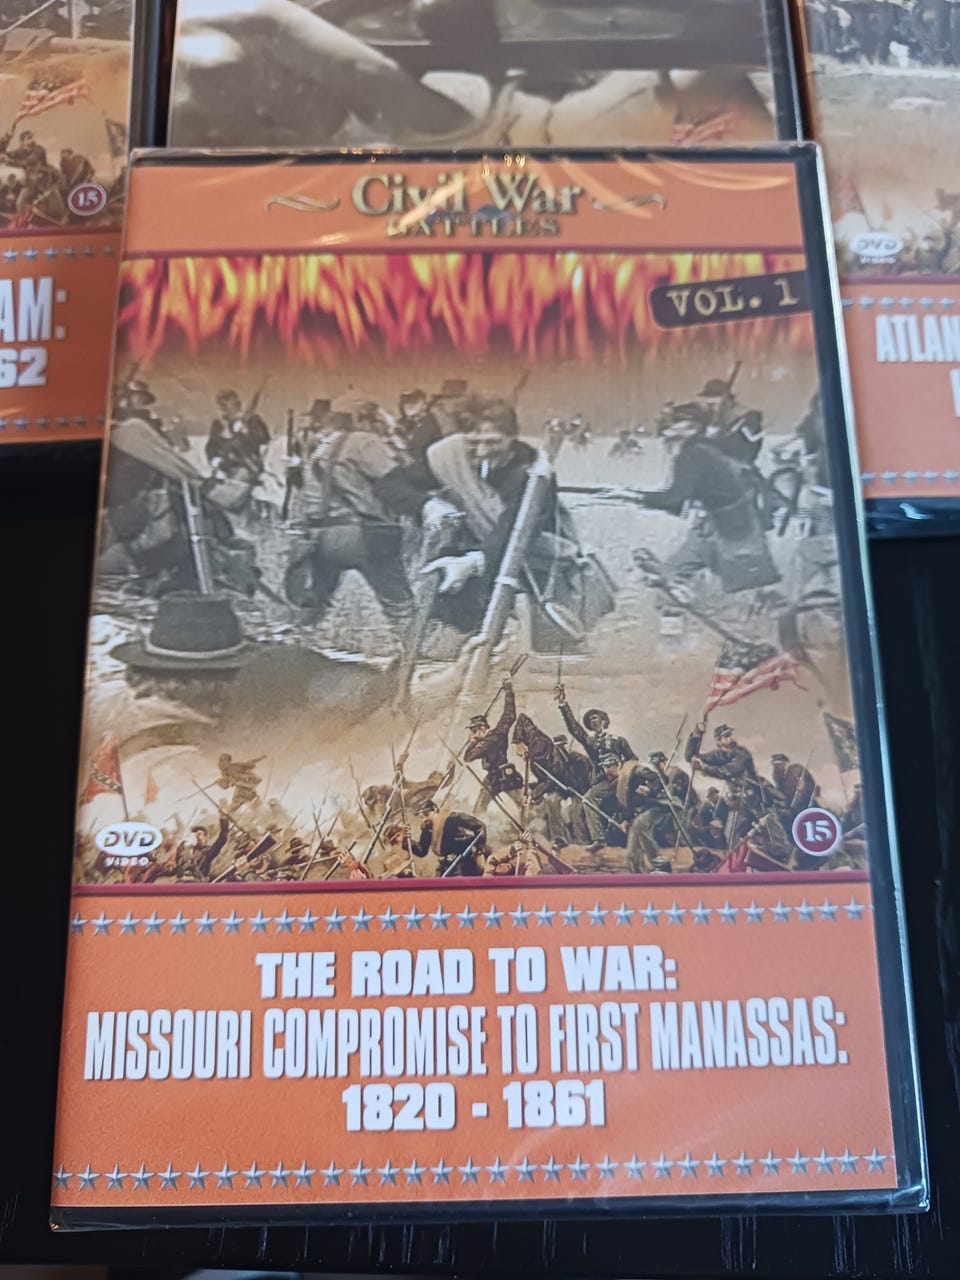 15
AM:
62
DVD
VIDEO
ATLAN
Civil War
BATTLES
VOL. 1
DVD
VIDEO
15
THE ROAD TO WAR:
MISSOURI COMPROMISE TO FIRST MANASSAS:
1820 - 1861